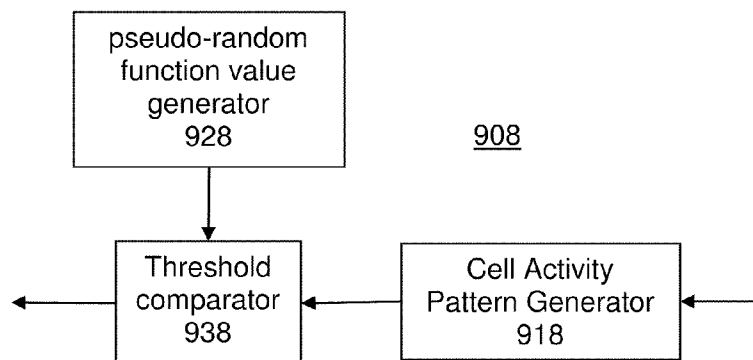 pseudo-random
function value
generator
928
908
Threshold
comparator
938
Cell Activity
Pattern Generator
918